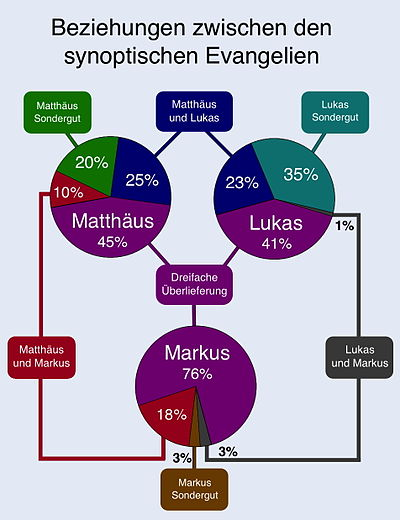 Beziehungen zwischen den
synoptischen Evangelien
Matthäus
Sondergut
Matthäus
und Lukas
Lukas
Sondergut
20%
10%
25%
Matthäus
45%
23%
35%
Lukas
41%
1%
Dreifache
Überlieferung
Matthäus
und Markus
Markus
76%
18%
3%
3%
Lukas
und Markus
Markus
Sondergut